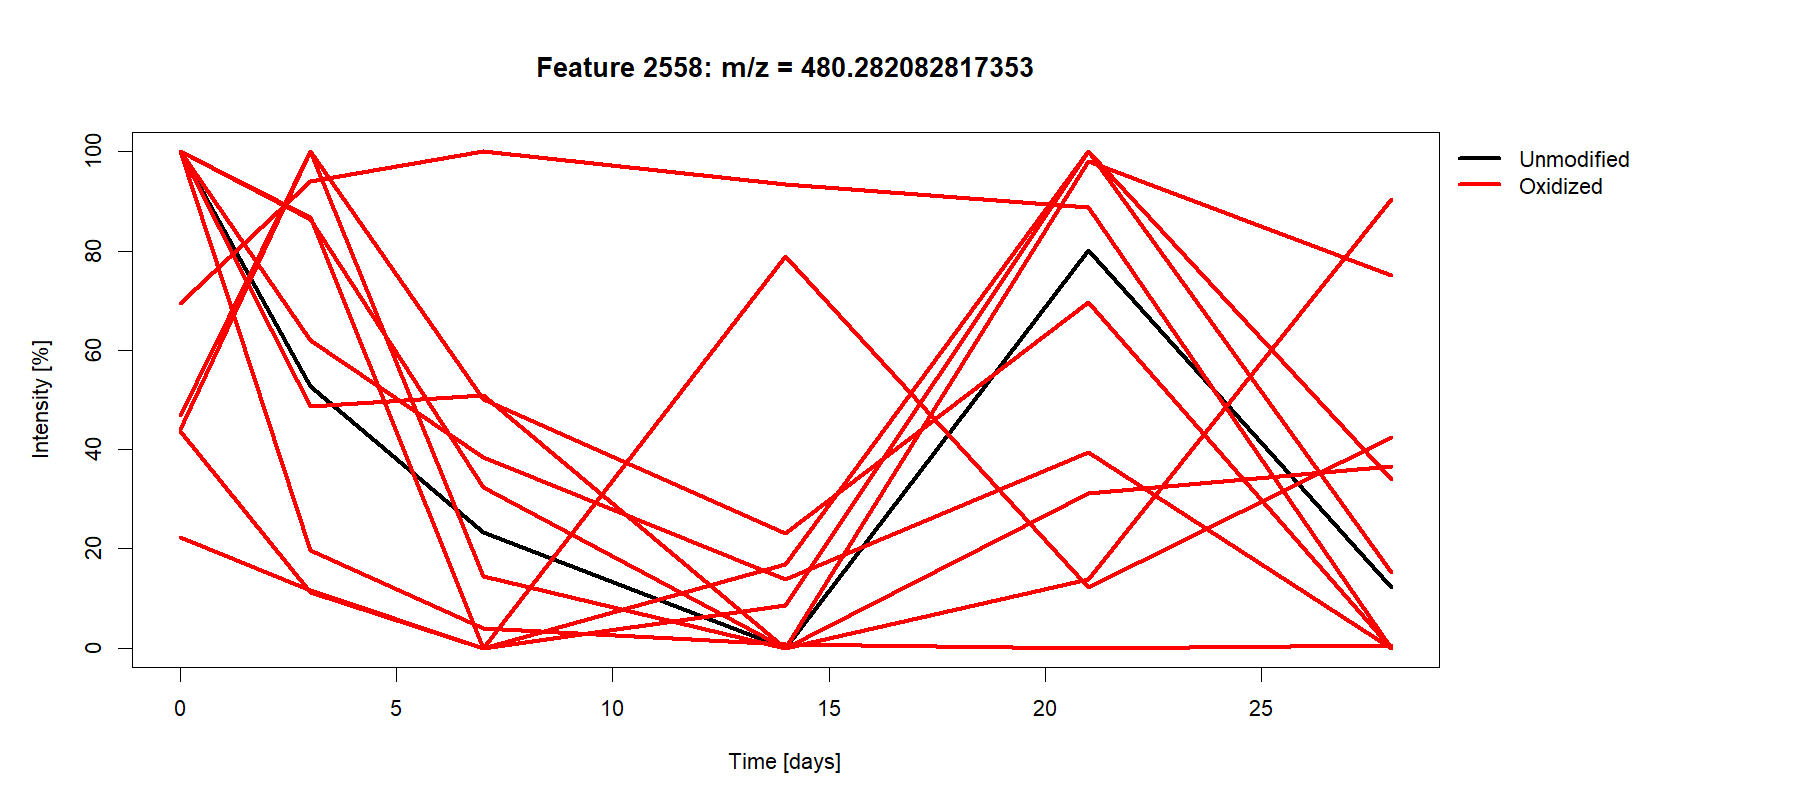 Feature 2558: m/z = 480.282082817353
Unmodified
Oxidized
Intensity [%]
100
80
60
40
20
0
0 5 10 15 20 25
Time [days]